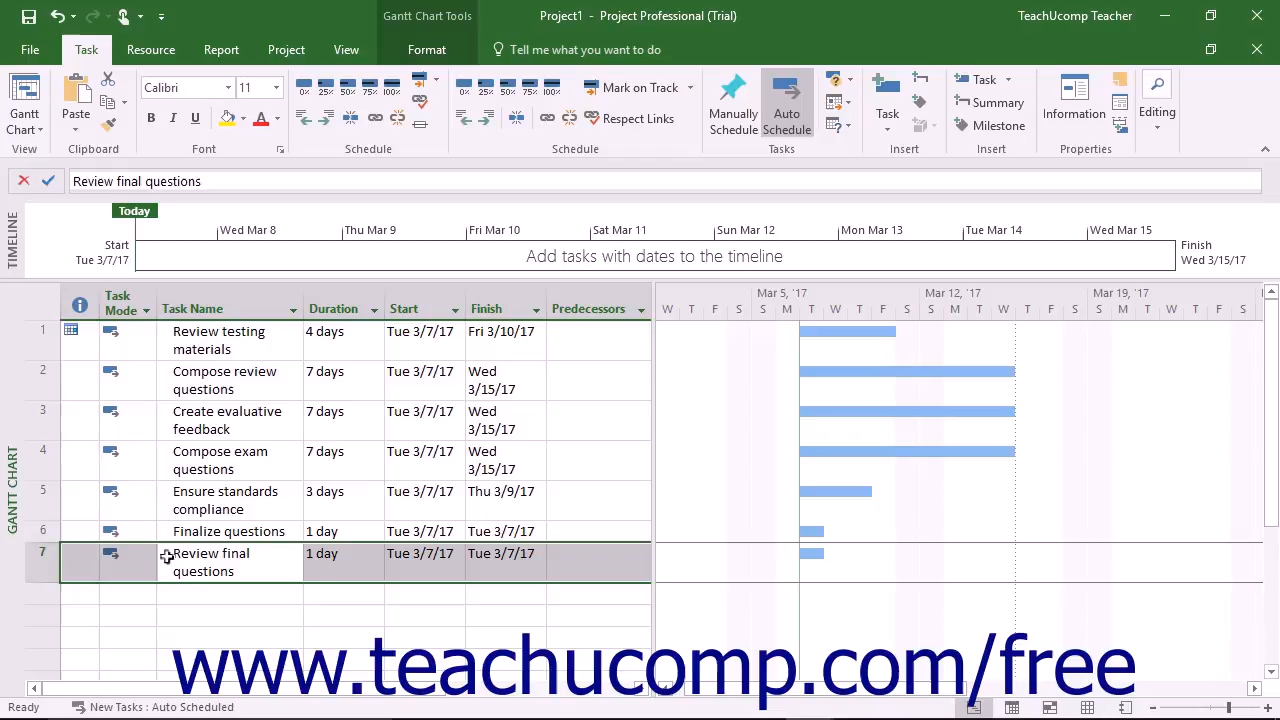 Gantt Chart Tools
Project1 - Project Professional (Trial)
TeachUcomp Teacher
File Task Resource Report Project View Format Tell me what you want to do
Gantt Chart
View
Paste
Clipboard
Calibri 11
B I U A
Font
0% 25% 50% 75% 100%
Schedule
0% 25% 50% 75% 100%
Mark on Track
Respect Links
Schedule
Manually Schedule
Auto Schedule
Tasks
Task
Insert
Task
Summary
Milestone
Insert
Information
Properties
Editing
Review final questions
TIMELINE
Today
Wed Mar 8 Thu Mar 9 Fri Mar 10 Sat Mar 11 Sun Mar 12 Mon Mar 13 Tue Mar 14 Wed Mar 15
Start
Tue 3/7/17
Add tasks with dates to the timeline
Finish
Wed 3/15/17
GANTT CHART
Task Mode Task Name Duration Start Finish Predecessors
Mar 5, '17 Mar 12, '17 Mar 19, '17
W T F S S M T W T F S S M T W T F S S M T W T F S
1 Review testing materials 4 days Tue 3/7/17 Fri 3/10/17
2 Compose review questions 7 days Tue 3/7/17 Wed 3/15/17
3 Create evaluative feedback 7 days Tue 3/7/17 Wed 3/15/17
4 Compose exam questions 7 days Tue 3/7/17 Wed 3/15/17
5 Ensure standards compliance 3 days Tue 3/7/17 Thu 3/9/17
6 Finalize questions 1 day Tue 3/7/17 Tue 3/7/17
7 Review final questions 1 day Tue 3/7/17 Tue 3/7/17
www.teachucomp.com/free
Ready New Tasks : Auto Scheduled